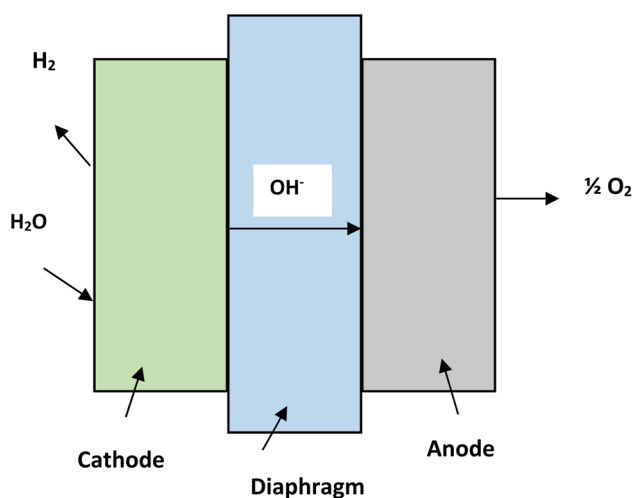 H₂
OH⁻
½ O₂
H₂O
Cathode
Diaphragm
Anode